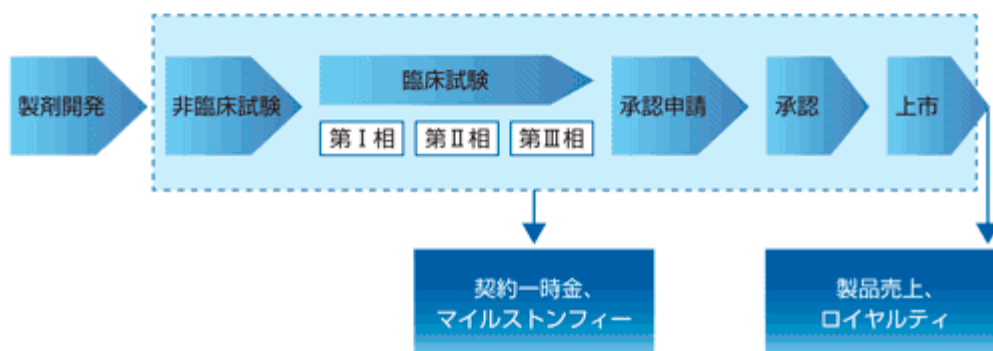 製剤開発
非臨床試験
臨床試験
第Ⅰ相
第Ⅱ相
第Ⅲ相
承認申請
承認
上市
契約一時金、
マイルストンフィー
製品売上、
ロイヤルティ